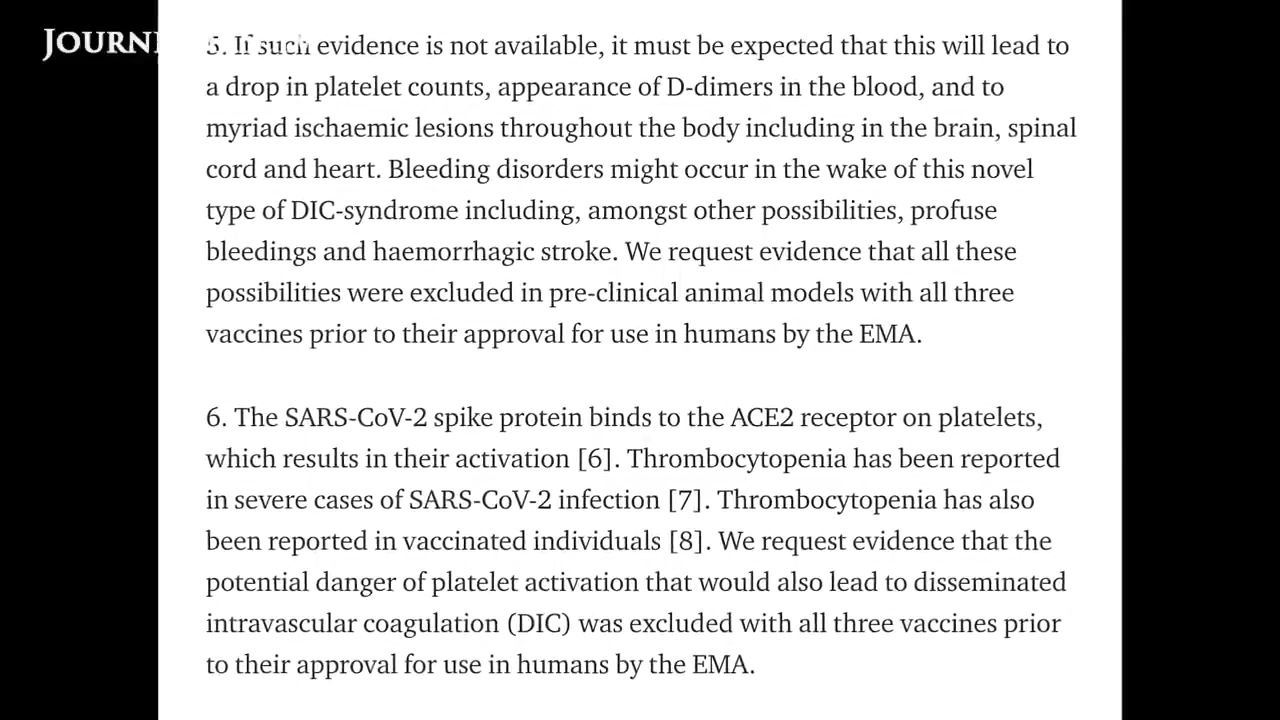 JOURN
5. If such evidence is not available, it must be expected that this will lead to
a drop in platelet counts, appearance of D-dimers in the blood, and to
myriad ischaemic lesions throughout the body including in the brain, spinal
cord and heart. Bleeding disorders might occur in the wake of this novel
type of DIC-syndrome including, amongst other possibilities, profuse
bleedings and haemorrhagic stroke. We request evidence that all these
possibilities were excluded in pre-clinical animal models with all three
vaccines prior to their approval for use in humans by the EMA.
6. The SARS-CoV-2 spike protein binds to the ACE2 receptor on platelets,
which results in their activation [6]. Thrombocytopenia has been reported
in severe cases of SARS-CoV-2 infection [7]. Thrombocytopenia has also
been reported in vaccinated individuals [8]. We request evidence that the
potential danger of platelet activation that would also lead to disseminated
intravascular coagulation (DIC) was excluded with all three vaccines prior
to their approval for use in humans by the EMA.